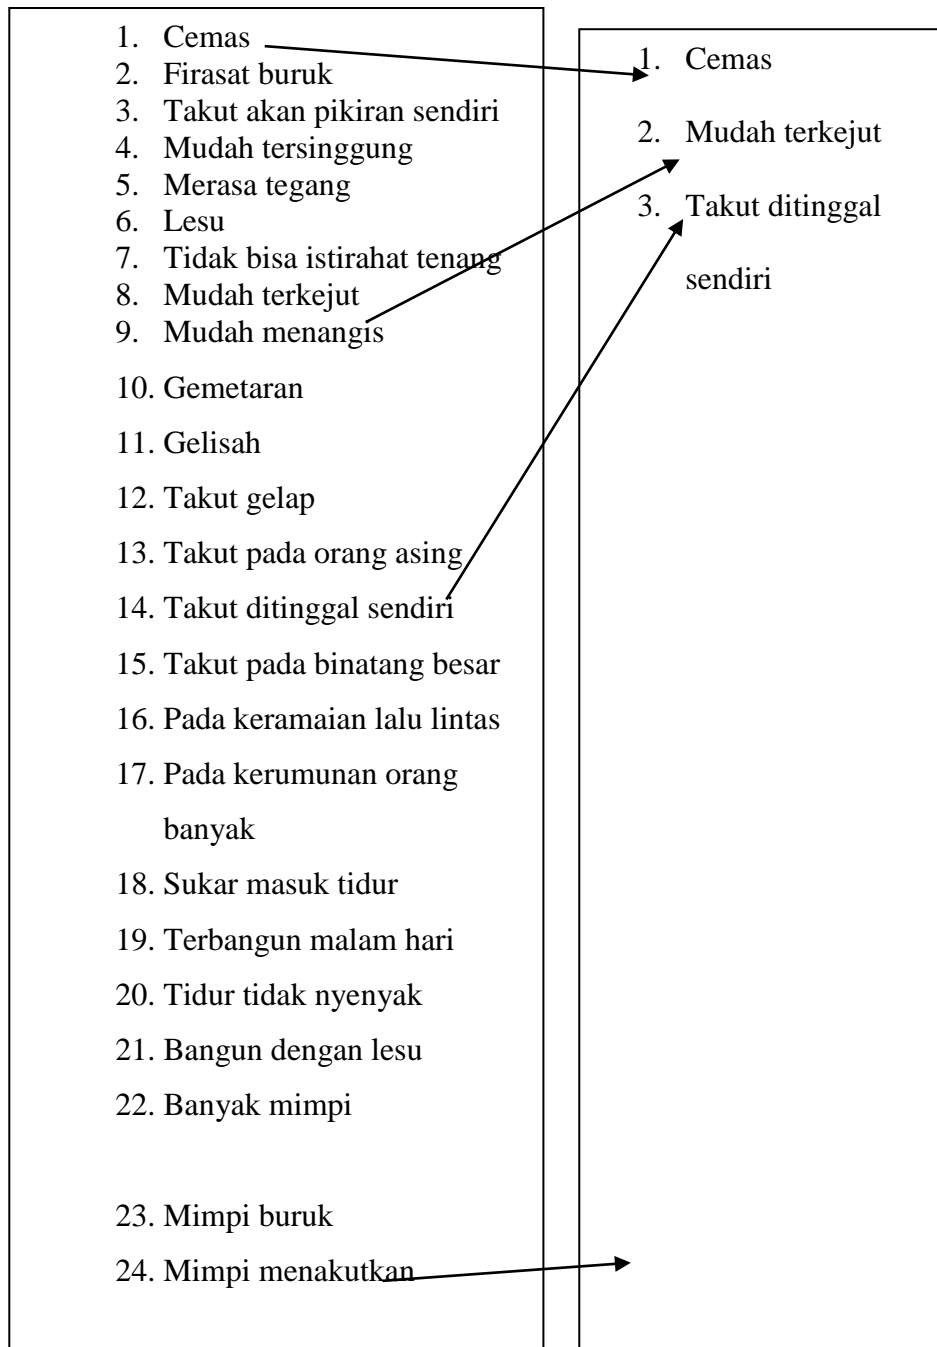 1. Cemas
2. Firasat buruk
3. Takut akan pikiran sendiri
4. Mudah tersinggung
5. Merasa tegang
6. Lesu
7. Tidak bisa istirahat tenang
8. Mudah terkejut
9. Mudah menangis
10. Gemetaran
11. Gelisah
12. Takut gelap
13. Takut pada orang asing
14. Takut ditinggal sendiri
15. Takut pada binatang besar
16. Pada keramaian lalu lintas
17. Pada kerumunan orang
banyak
18. Sukar masuk tidur
19. Terbangun malam hari
20. Tidur tidak nyenyak
21. Bangun dengan lesu
22. Banyak mimpi
23. Mimpi buruk
24. Mimpi menakutkan
1. Cemas
2. Mudah terkejut
3. Takut ditinggal
sendiri